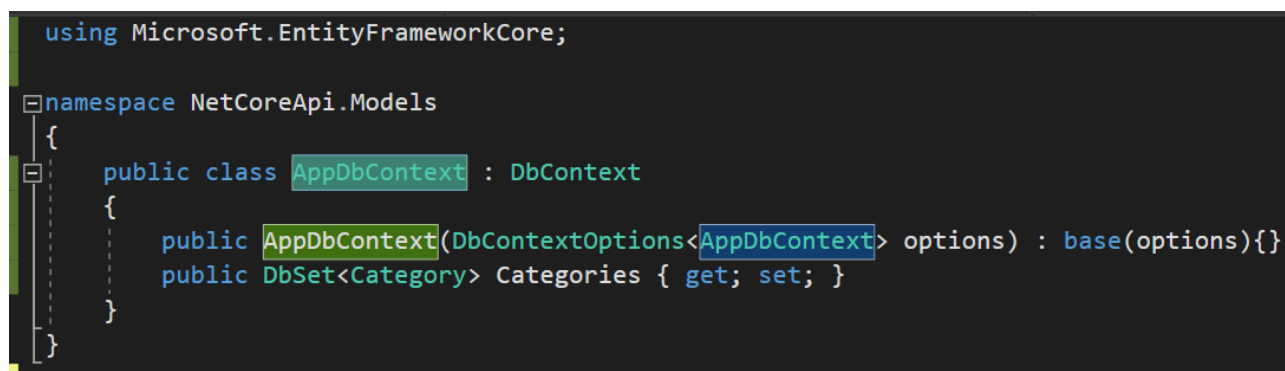 using Microsoft.EntityFrameworkCore;
namespace NetCoreApi.Models
{
public class AppDbContext : DbContext
{
public AppDbContext(DbContextOptions<AppDbContext> options) : base(options){}
public DbSet<Category> Categories { get; set; }
}
}